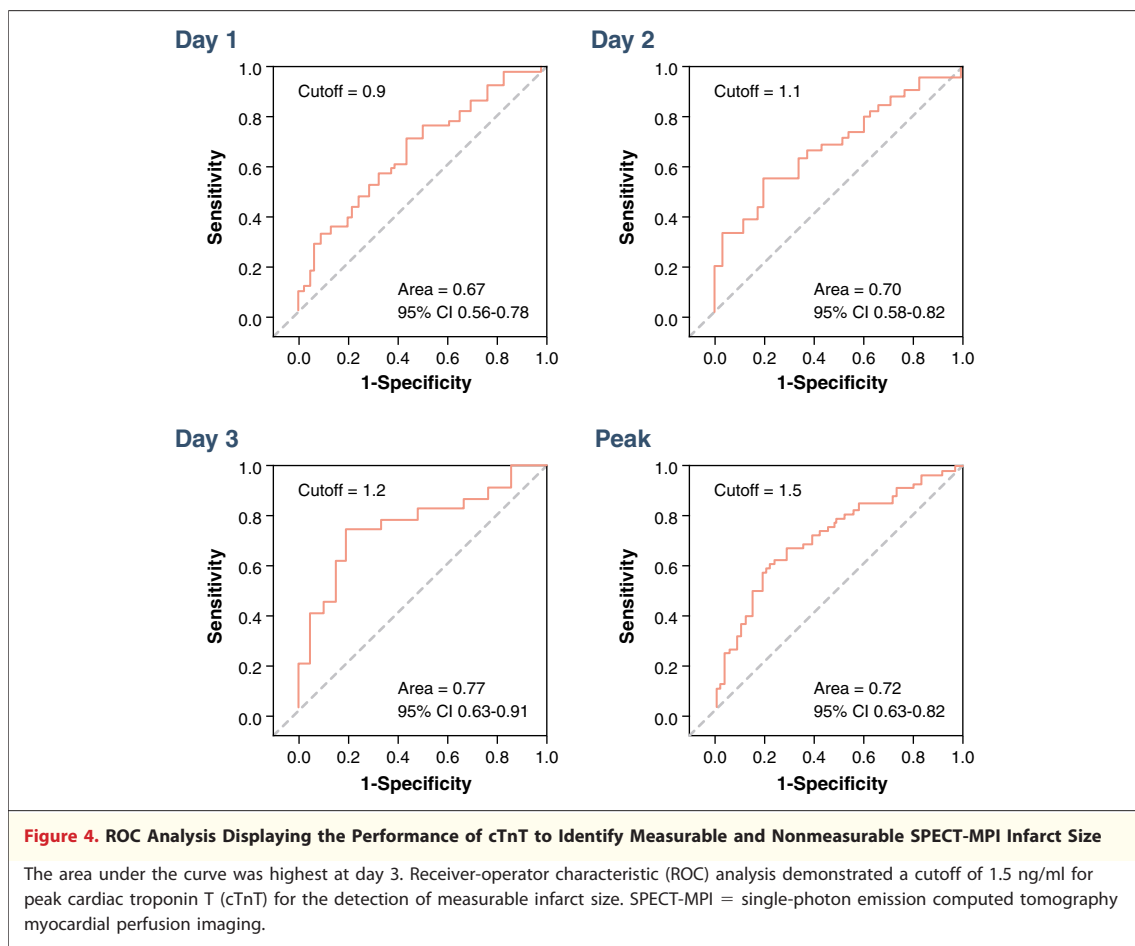 Day 1
Cutoff = 0.9
1.0
0.8
0.6
0.4
0.2
0.0
Sensitivity
Area = 0.67
95% CI 0.56-0.78
0.0 0.2 0.4 0.6 0.8 1.0
1-Specificity
Day 2
Cutoff = 1.1
1.0
0.8
0.6
0.4
0.2
0.0
Sensitivity
Area = 0.70
95% CI 0.58-0.82
0.0 0.2 0.4 0.6 0.8 1.0
1-Specificity
Day 3
Cutoff = 1.2
1.0
0.8
0.6
0.4
0.2
0.0
Sensitivity
Area = 0.77
95% CI 0.63-0.91
0.0 0.2 0.4 0.6 0.8 1.0
1-Specificity
Peak
Cutoff = 1.5
1.0
0.8
0.6
0.4
0.2
0.0
Sensitivity
Area = 0.72
95% CI 0.63-0.82
0.0 0.2 0.4 0.6 0.8 1.0
1-Specificity
Figure 4. ROC Analysis Displaying the Performance of cTnT to Identify Measurable and Nonmeasurable SPECT-MPI Infarct Size
The area under the curve was highest at day 3. Receiver-operator characteristic (ROC) analysis demonstrated a cutoff of 1.5 ng/ml for
peak cardiac troponin T (cTnT) for the detection of measurable infarct size. SPECT-MPI = single-photon emission computed tomography
myocardial perfusion imaging.